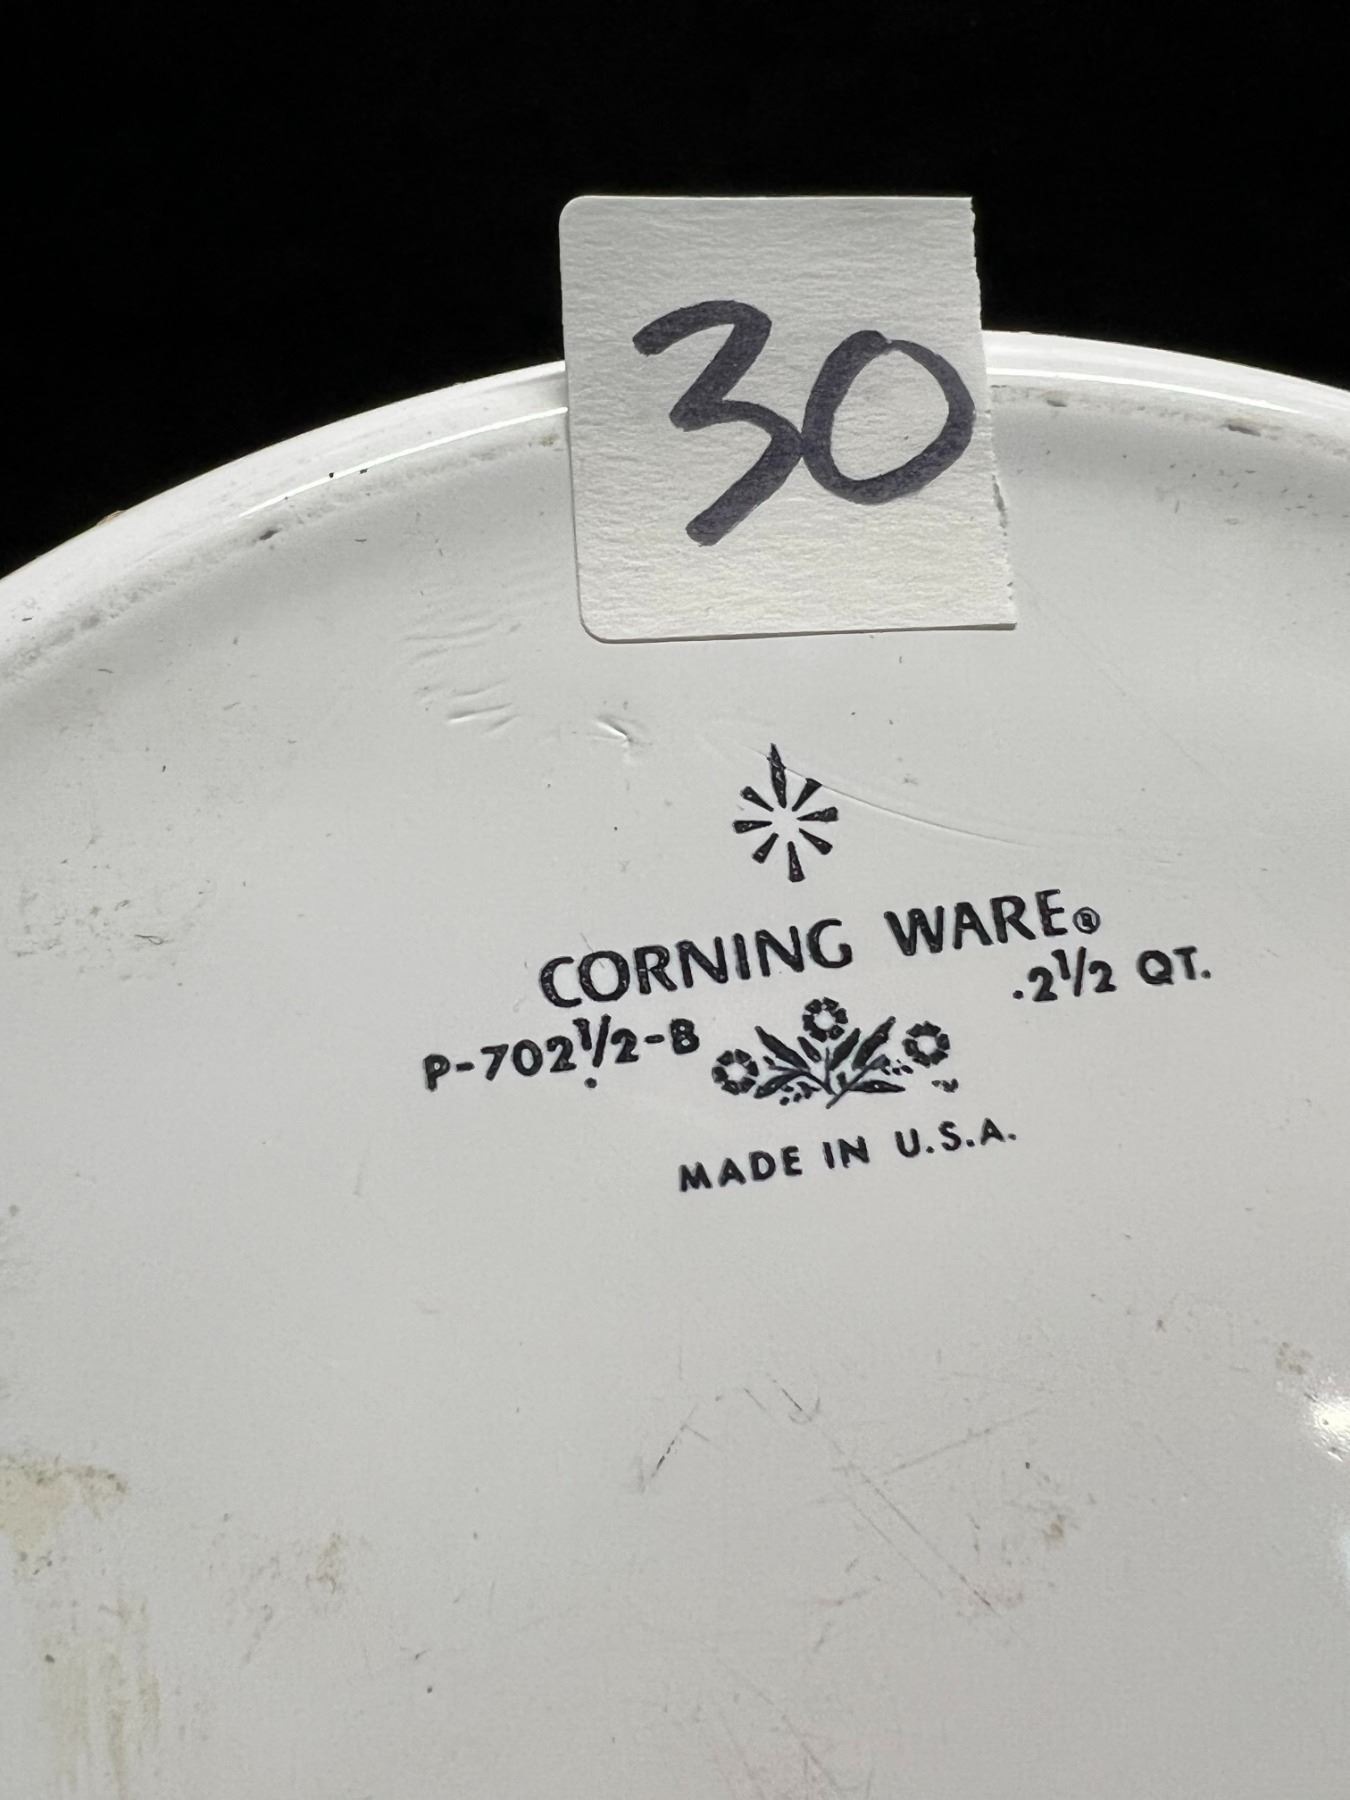 30
CORNING WARE®
P-702½-B
.2½ QT.
MADE IN U.S.A.